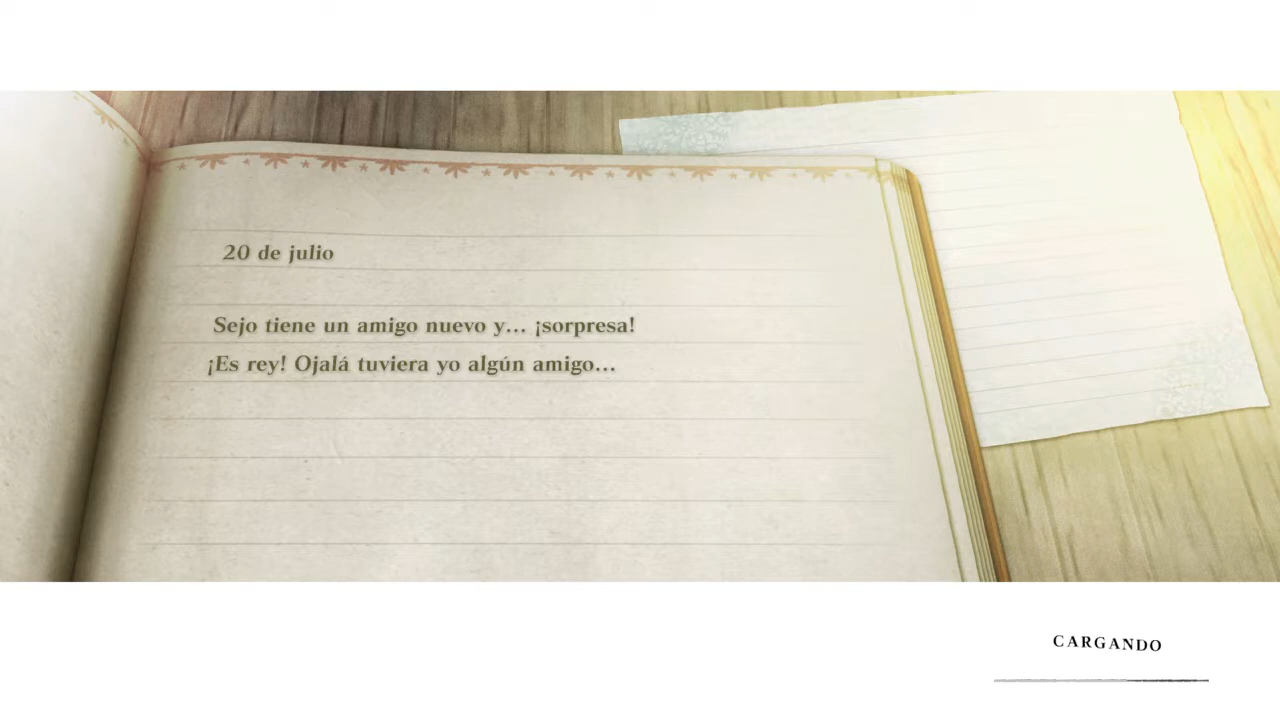 20 de julio
Sejo tiene un amigo nuevo y... ¡sorpresa!
¡Es rey! Ojalá tuviera yo algún amigo...
CARGANDO